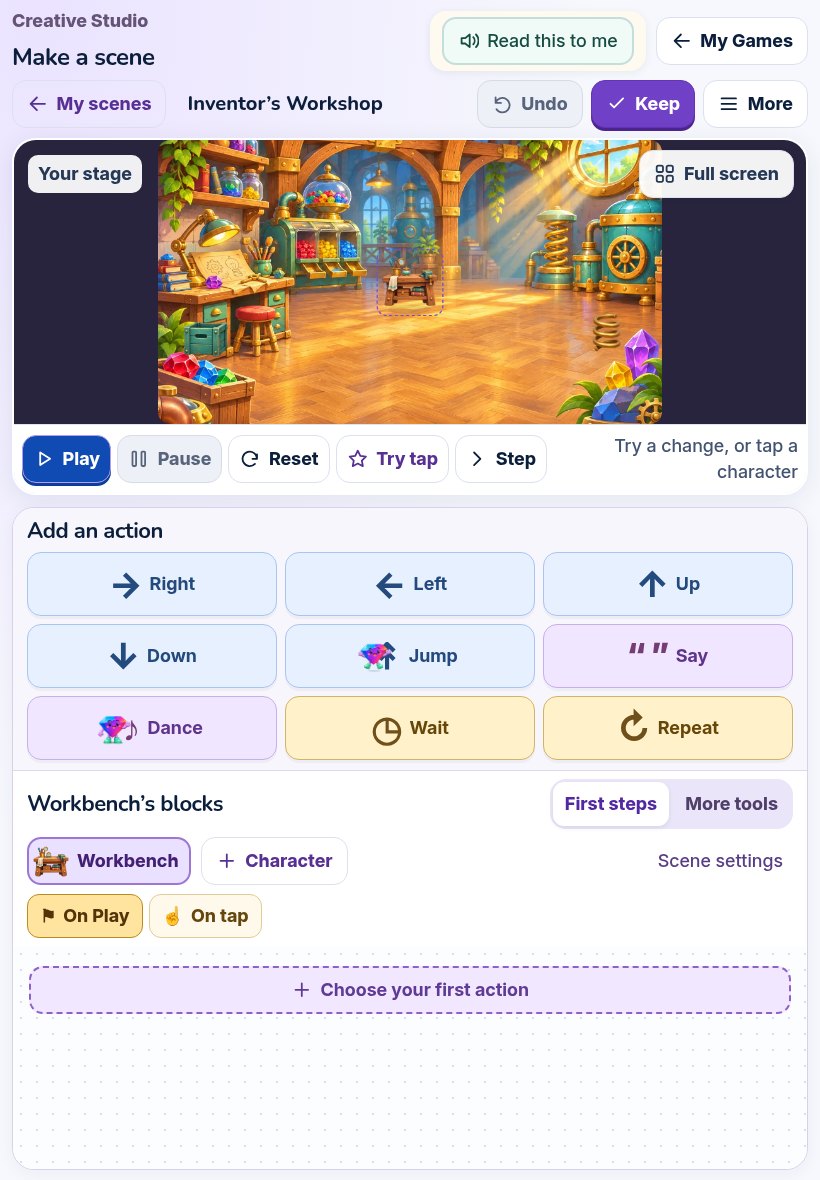 Creative Studio
Make a scene
Read this to me
My Games
My scenes
Inventor’s Workshop
Undo
Keep
More
Your stage
Full screen
Play
Pause
Reset
Try tap
Step
Try a change, or tap a
character
Add an action
Right
Left
Up
Down
Jump
Say
Dance
Wait
Repeat
Workbench’s blocks
First steps
More tools
Workbench
Character
Scene settings
On Play
On tap
Choose your first action